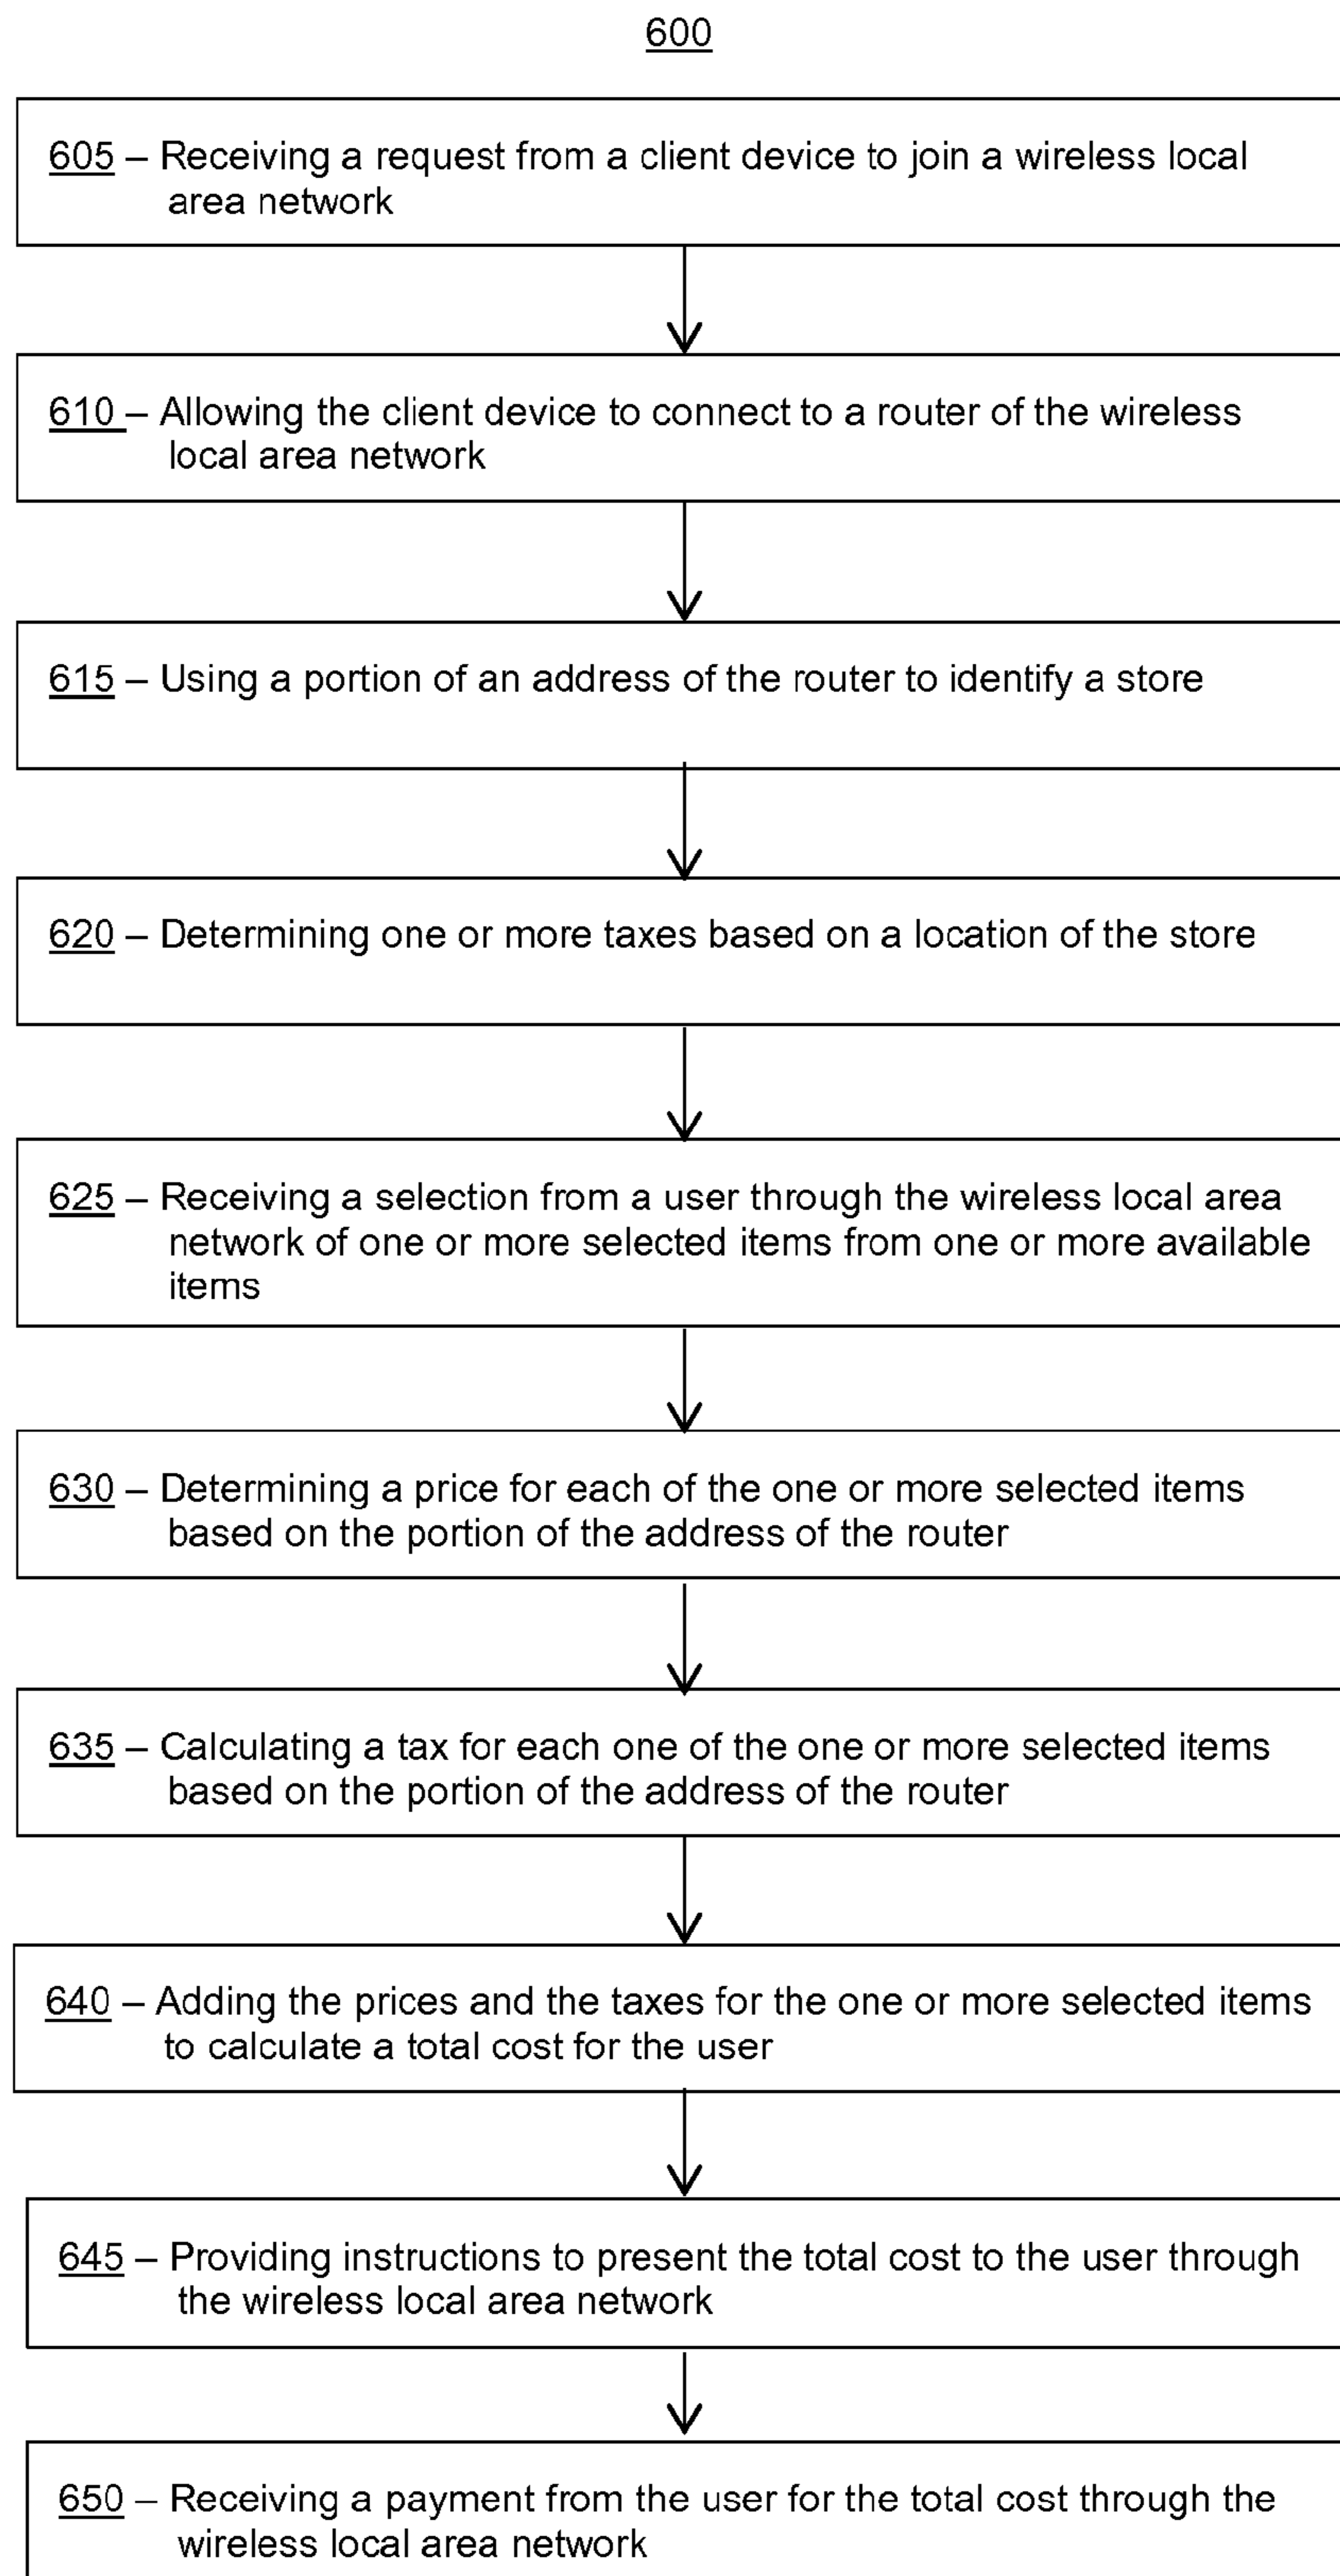 600
605 – Receiving a request from a client device to join a wireless local
area network
610 – Allowing the client device to connect to a router of the wireless
local area network
615 – Using a portion of an address of the router to identify a store
620 – Determining one or more taxes based on a location of the store
625 – Receiving a selection from a user through the wireless local area
network of one or more selected items from one or more available
items
630 – Determining a price for each of the one or more selected items
based on the portion of the address of the router
635 – Calculating a tax for each one of the one or more selected items
based on the portion of the address of the router
640 – Adding the prices and the taxes for the one or more selected items
to calculate a total cost for the user
645 – Providing instructions to present the total cost to the user through
the wireless local area network
650 – Receiving a payment from the user for the total cost through the
wireless local area network